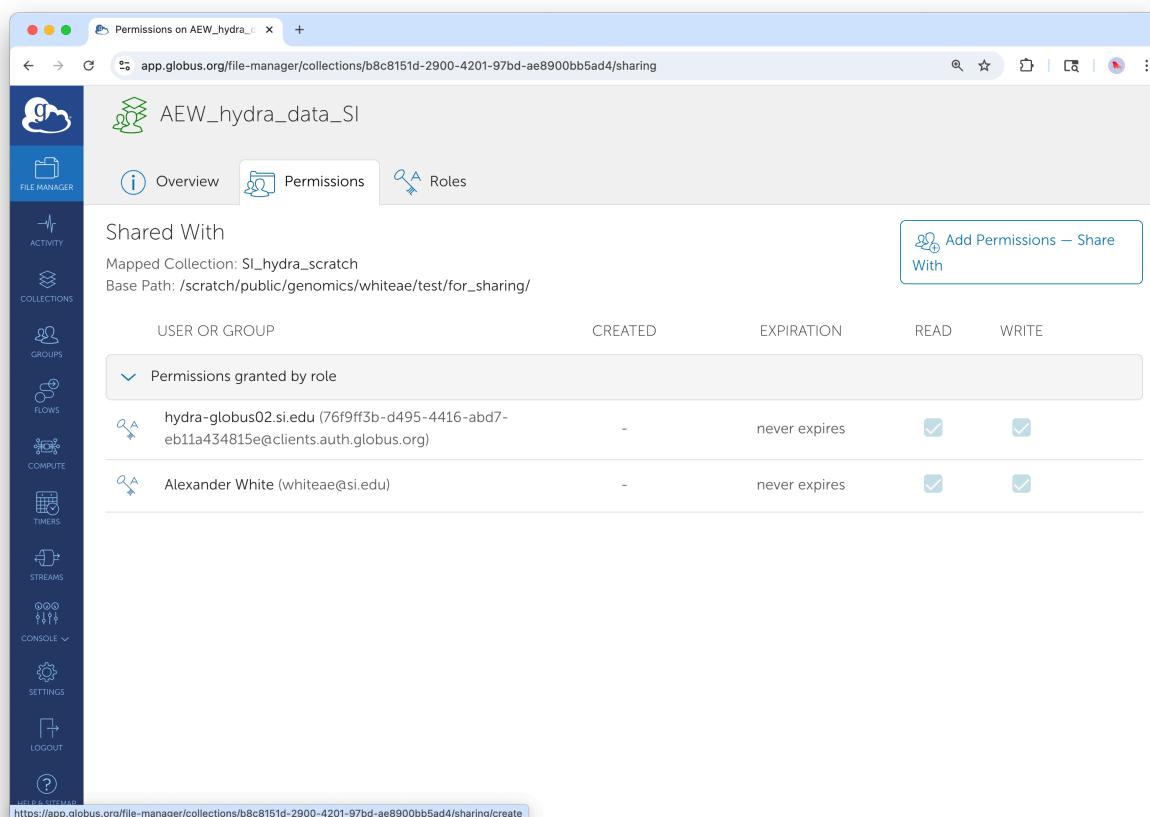 Permissions on AEW_hydra_d
app.globus.org/file-manager/collections/b8c8151d-2900-4201-97bd-ae8900bb5ad4/sharing
g
AEW_hydra_data_SI
FILE MANAGER
Overview
Permissions
Roles
ACTIVITY
COLLECTIONS
GROUPS
FLOWS
COMPUTE
TIMERS
STREAMS
CONSOLE
SETTINGS
LOGOUT
HELP & SITEMAP
Shared With
Mapped Collection: SI_hydra_scratch
Base Path: /scratch/public/genomics/whiteae/test/for_sharing/
Add Permissions — Share
With
USER OR GROUP CREATED EXPIRATION READ WRITE
Permissions granted by role
hydra-globus02.si.edu (76f9ff3b-d495-4416-abd7-
eb11a434815e@clients.auth.globus.org) - never expires
Alexander White (whiteae@si.edu) - never expires
https://app.globus.org/file-manager/collections/b8c8151d-2900-4201-97bd-ae8900bb5ad4/sharing/create